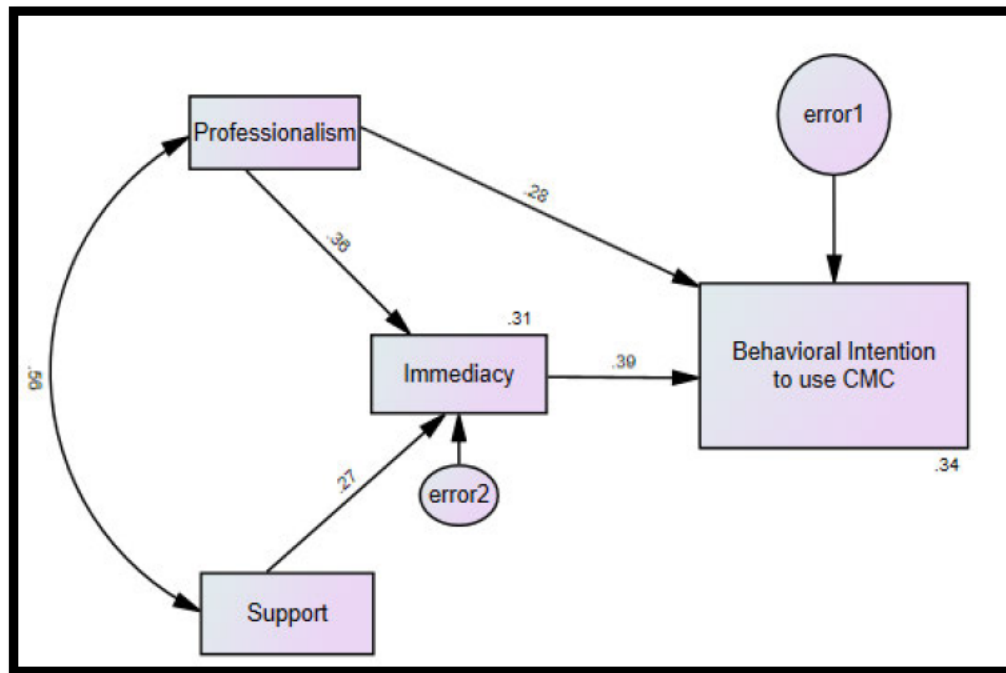 error1
Professionalism
.28
.36
.31
Immediacy
.39
Behavioral Intention
to use CMC
.34
.56
.27
error2
Support